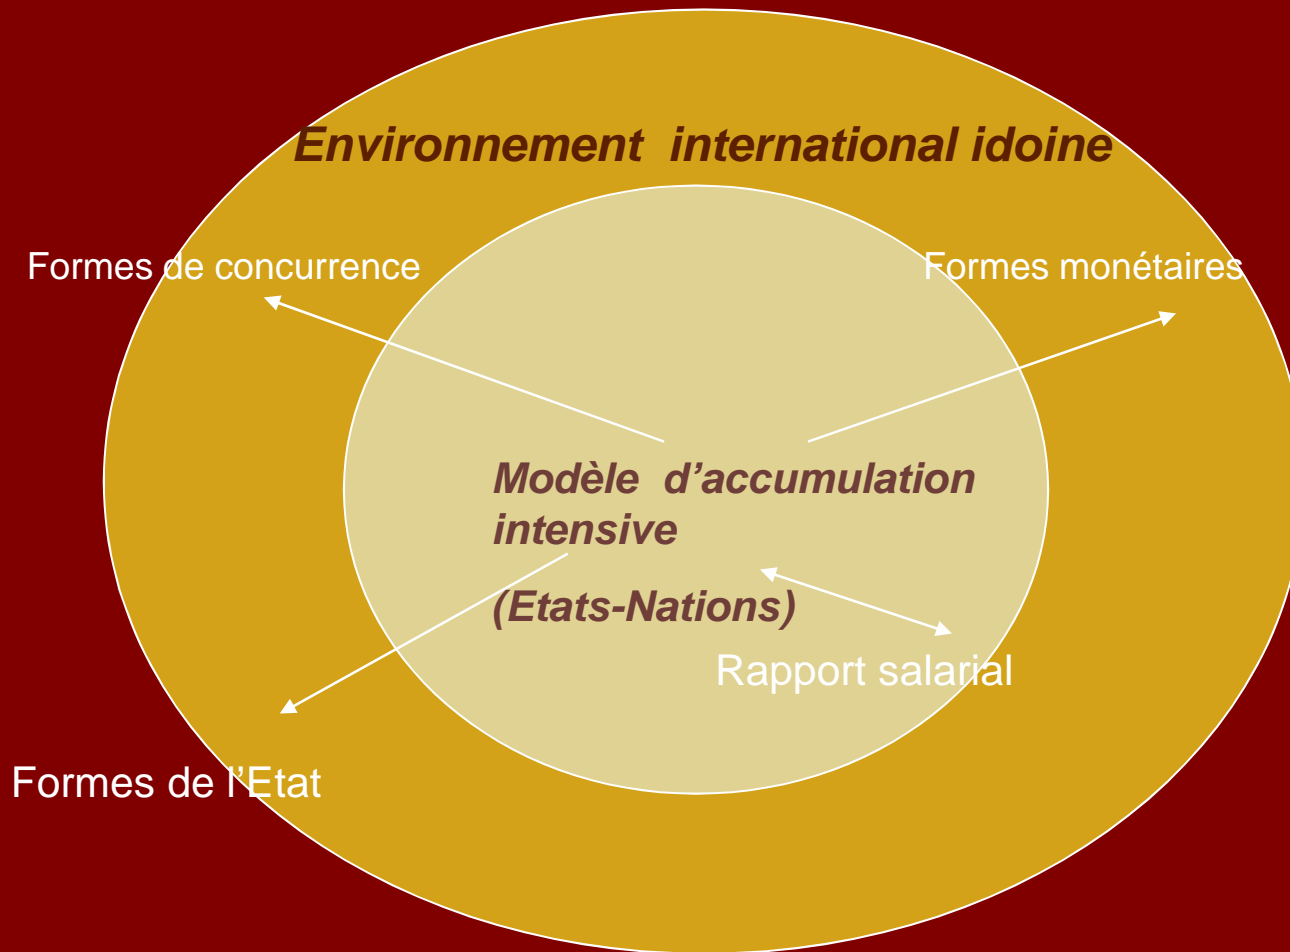 Environnement international idoine
Formes de concurrence
Formes monétaires
Modèle d’accumulation
intensive
(Etats-Nations)
Rapport salarial
Formes de l’Etat